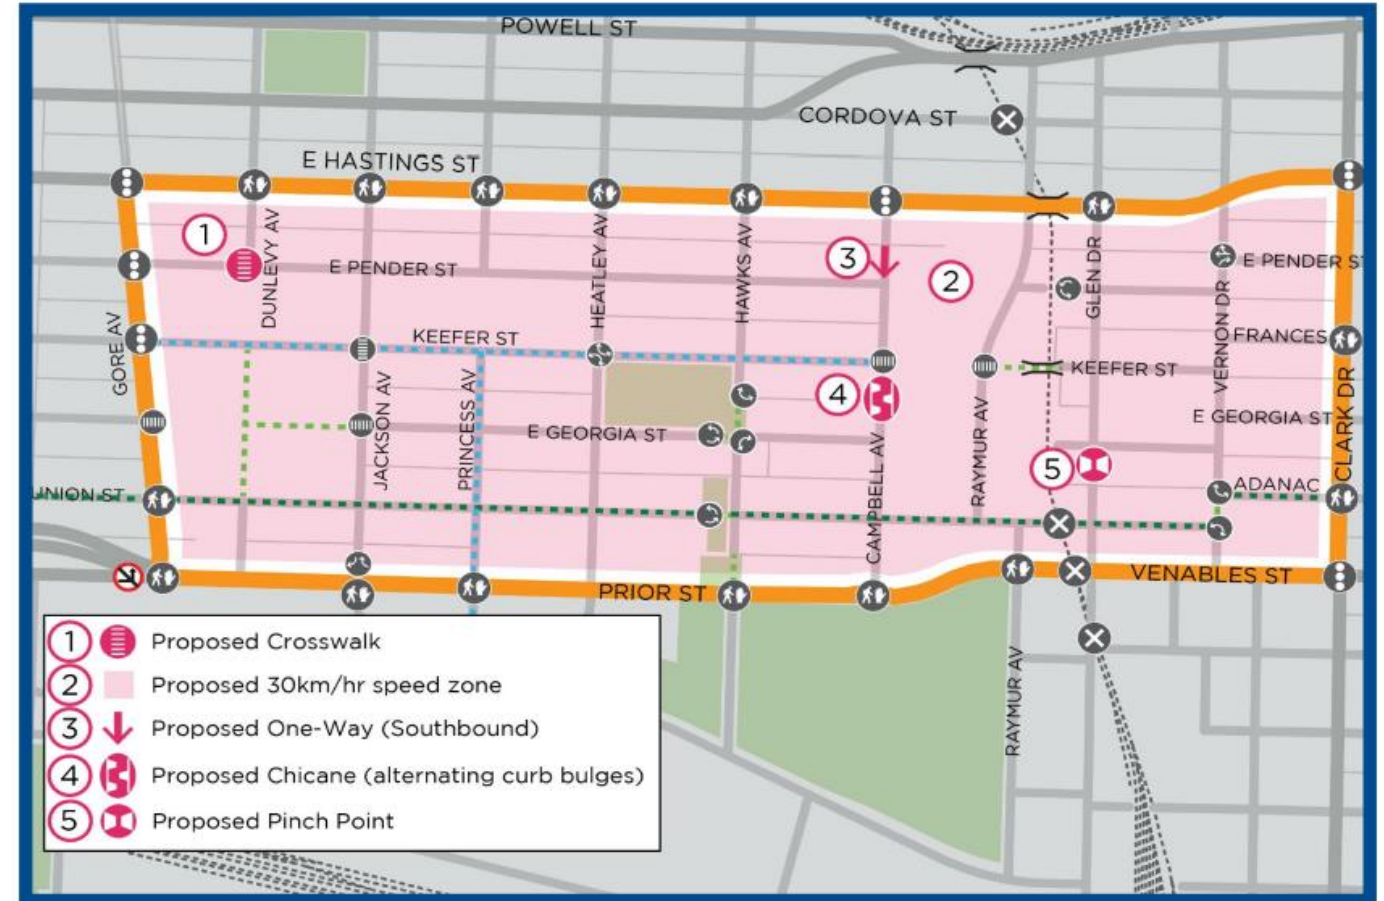 POWELL ST
CORDOVA ST
E HASTINGS ST
1
DUNLEVY AV
E PENDER ST
HEATLEY AV
HAWKS AV
3
2
GLEN DR
E PENDER ST
VERNON DR
GORE AV
KEEFER ST
FRANCES
KEEFER ST
JACKSON AV
PRINCESS AV
4
E GEORGIA ST
CAMPBELL AV
RAYMUR AV
E GEORGIA ST
CLARK DR
5
UNION ST
ADANAC
PRIOR ST
VENABLES ST
RAYMUR AV
1 Proposed Crosswalk
2 Proposed 30km/hr speed zone
3 Proposed One-Way (Southbound)
4 Proposed Chicane (alternating curb bulges)
5 Proposed Pinch Point